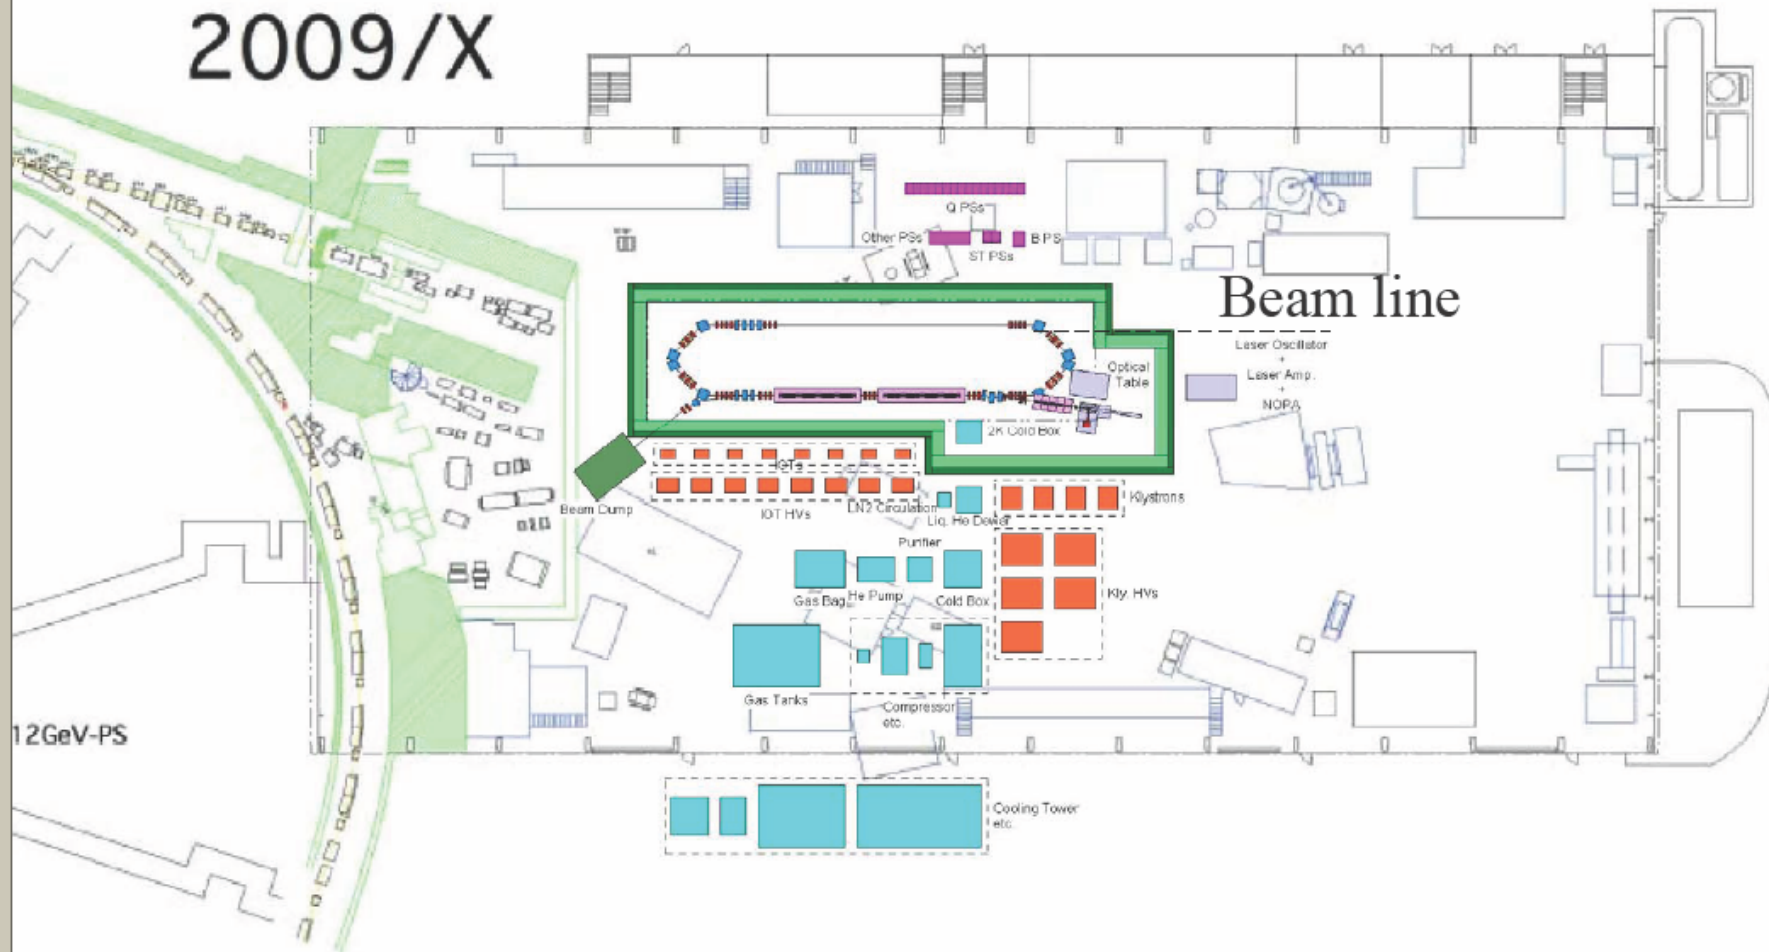 2009/X
Q PSs
Other PSs
B PS
ST PSs
Beam line
Laser Oscillator
+
Laser Amp.
+
NOPA
Optical
Table
2K Cold Box
IOTs
Beam Dump
IOT HVs
LN2 Circulation
Liq. He Dewar
Klystrons
Purifier
Gas Bag
He Pump
Cold Box
Kly. HVs
Gas Tanks
Compressor
etc.
12GeV-PS
Cooling Tower
etc.